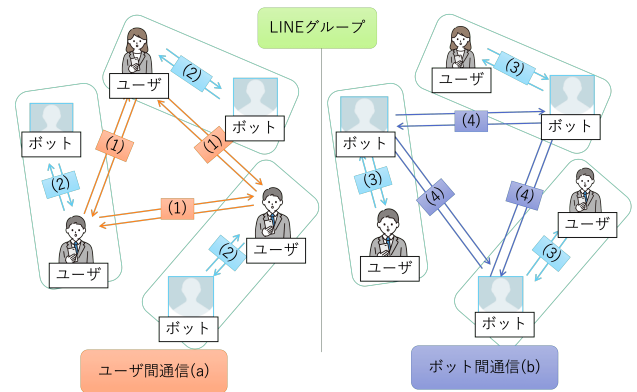 LINEグループ
ユーザ
(2)
ボット
ボット
(1)
(1)
(2)
(1)
ユーザ
ユーザ
(2)
ボット
ユーザ間通信(a)
(3)
ユーザ
ボット
(4)
ボット
(3)
(4)
(4)
ユーザ
ユーザ
(3)
ボット
ボット間通信(b)